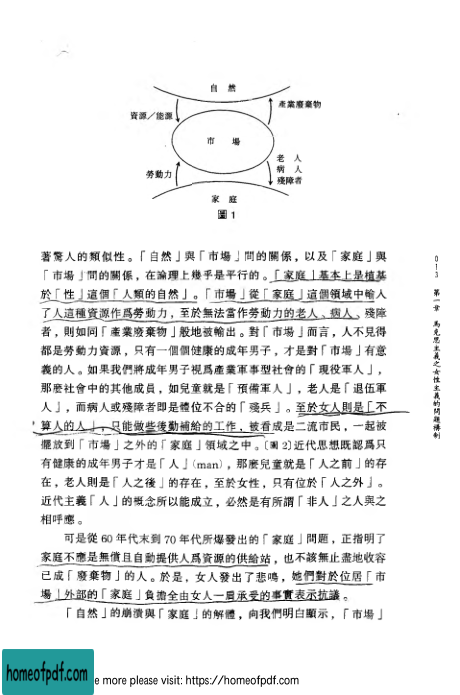 自然
資源／能源
產業廢棄物
市場
勞動力
老人
病人
殘障者
家庭
圖1
著驚人的類似性。「自然」與「市場」間的關係，以及「家庭」與
「市場」間的關係，在論理上幾乎是平行的。「家庭」基本上是植基
於「性」這個「人類的自然」。「市場」從「家庭」這個領域中輸入
了人這種資源作爲勞動力，至於無法當作勞動力的老人、病人、殘障
者，則如同「產業廢棄物」般地被輸出。對「市場」而言，人不見得
都是勞動力資源，只有一個個健康的成年男子，才是對「市場」有意
義的人。如果我們將成年男子視爲產業軍事型社會的「現役軍人」，
那麼社會中的其他成員，如兒童就是「預備軍人」，老人是「退伍軍
人」，而病人或殘障者即是體位不合的「殘兵」。至於女人則是「不
算人的人」，只能做些後勤補給的工作，被看成是二流市民，一起被
擺放到「市場」之外的「家庭」領域之中。〔圖2〕近代思想既認爲只
有健康的成年男子才是「人」(man)，那麼兒童就是「人之前」的存
在，老人則是「人之後」的存在，至於女性，只有位於「人之外」。
近代主義「人」的概念所以能成立，必然是有所謂「非人」之人與之
相呼應。
可是從60年代末到70年代所爆發出的「家庭」問題，正指明了
家庭不應是無償且自動提供人爲資源的供給站，也不該無止盡地收容
已成「廢棄物」的人。於是，女人發出了悲鳴，她們對於位居「市
場」外部的「家庭」負擔全由女人一肩承受的事實表示抗議。
「自然」的崩潰與「家庭」的解體，向我們明白顯示，「市場」
013
第一章 馬克思主義之女性主義的問題構制
homeofpdf.com
e more please visit: https://homeofpdf.com